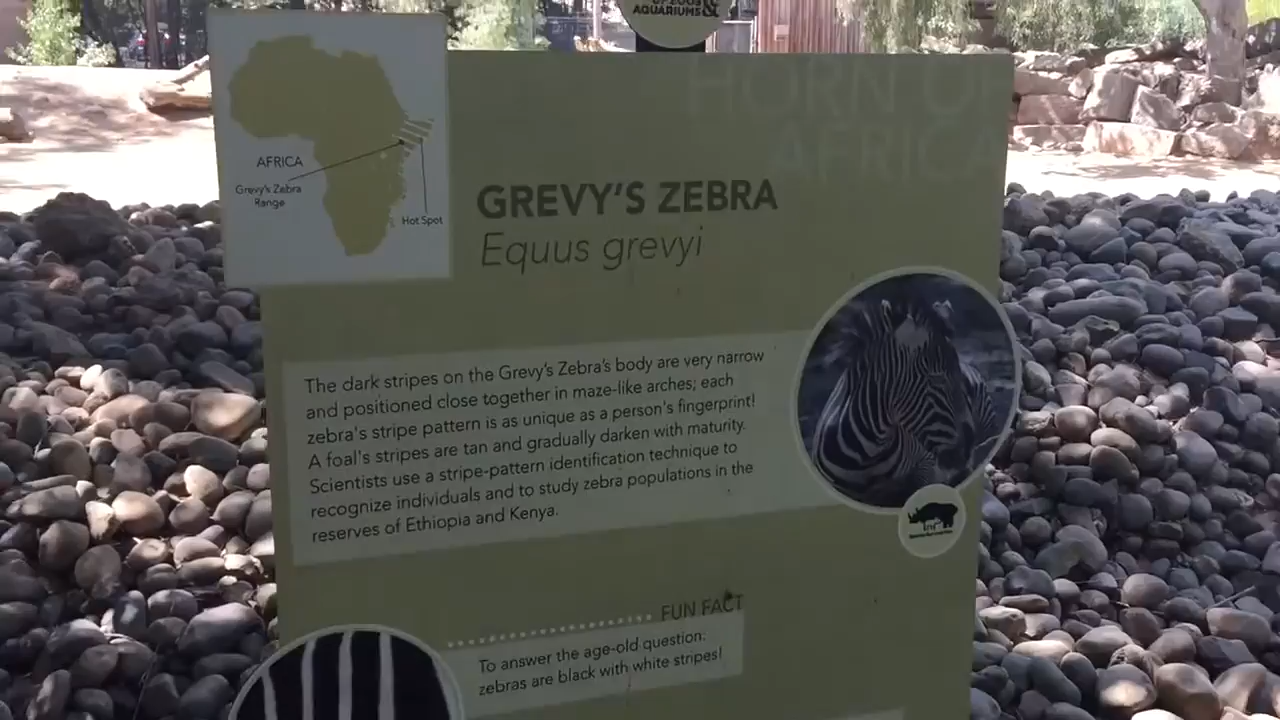 OF ZOOS &
AQUARIUMS
HORN OF
AFRICA
AFRICA
Grevy's Zebra
Range
Hot Spot
GREVY'S ZEBRA
Equus grevyi
The dark stripes on the Grevy's Zebra's body are very narrow
and positioned close together in maze-like arches; each
zebra's stripe pattern is as unique as a person's fingerprint!
A foal's stripes are tan and gradually darken with maturity.
Scientists use a stripe-pattern identification technique to
recognize individuals and to study zebra populations in the
reserves of Ethiopia and Kenya.
FUN FACT
To answer the age-old question:
zebras are black with white stripes!